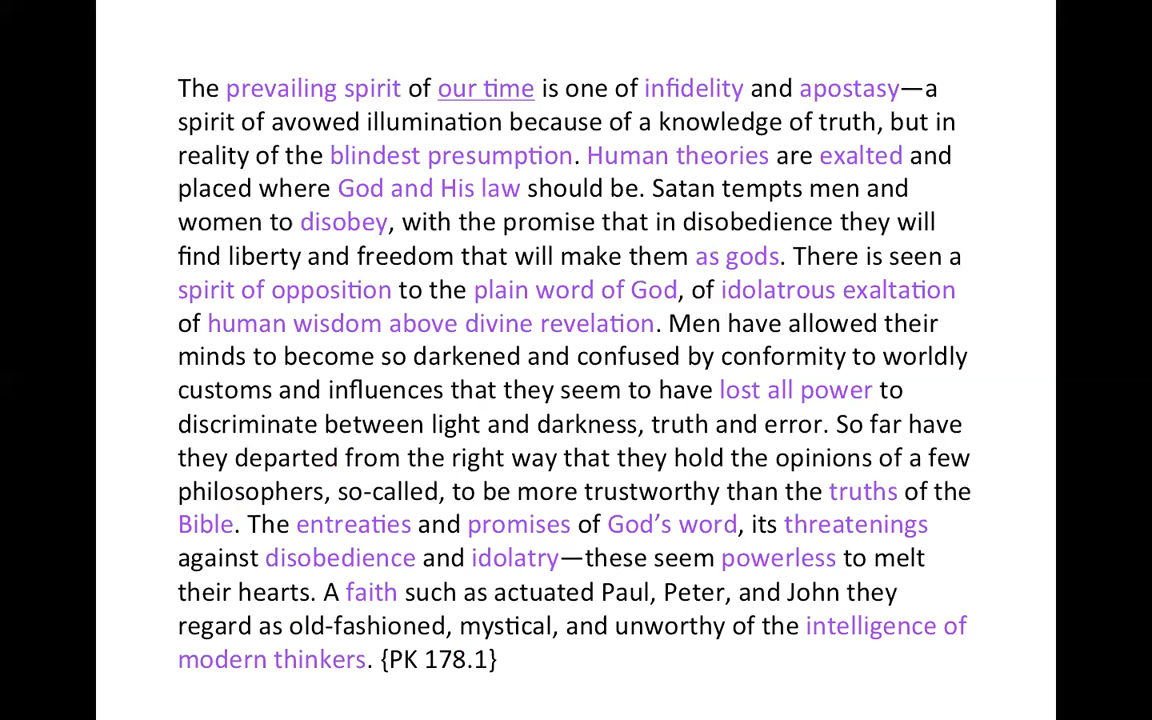 The prevailing spirit of our time is one of infidelity and apostasy—a
spirit of avowed illumination because of a knowledge of truth, but in
reality of the blindest presumption. Human theories are exalted and
placed where God and His law should be. Satan tempts men and
women to disobey, with the promise that in disobedience they will
find liberty and freedom that will make them as gods. There is seen a
spirit of opposition to the plain word of God, of idolatrous exaltation
of human wisdom above divine revelation. Men have allowed their
minds to become so darkened and confused by conformity to worldly
customs and influences that they seem to have lost all power to
discriminate between light and darkness, truth and error. So far have
they departed from the right way that they hold the opinions of a few
philosophers, so-called, to be more trustworthy than the truths of the
Bible. The entreaties and promises of God’s word, its threatenings
against disobedience and idolatry—these seem powerless to melt
their hearts. A faith such as actuated Paul, Peter, and John they
regard as old-fashioned, mystical, and unworthy of the intelligence of
modern thinkers. {PK 178.1}